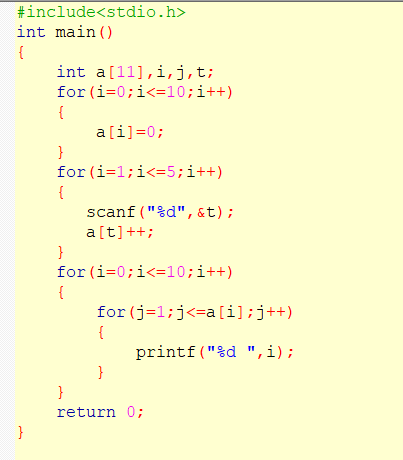 #include<stdio.h>
int main()
{
    int a[11],i,j,t;
    for(i=0;i<=10;i++)
    {
        a[i]=0;
    }
    for(i=1;i<=5;i++)
    {
       scanf("%d",&t);
       a[t]++;
    }
    for(i=0;i<=10;i++)
    {
        for(j=1;j<=a[i];j++)
        {
            printf("%d ",i);
        }
    }
    return 0;
}